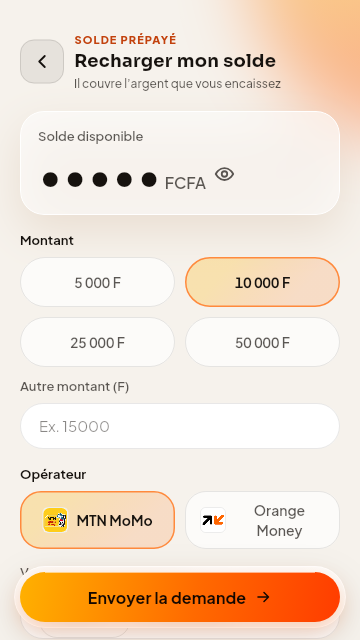 SOLDE PRÉPAYÉ
Recharger mon solde
Il couvre l'argent que vous encaissez
Solde disponible
●●●●● FCFA
Montant
5 000 F
10 000 F
25 000 F
50 000 F
Autre montant (F)
Ex. 15000
Opérateur
MTN MoMo
Orange
Money
Envoyer la demande →